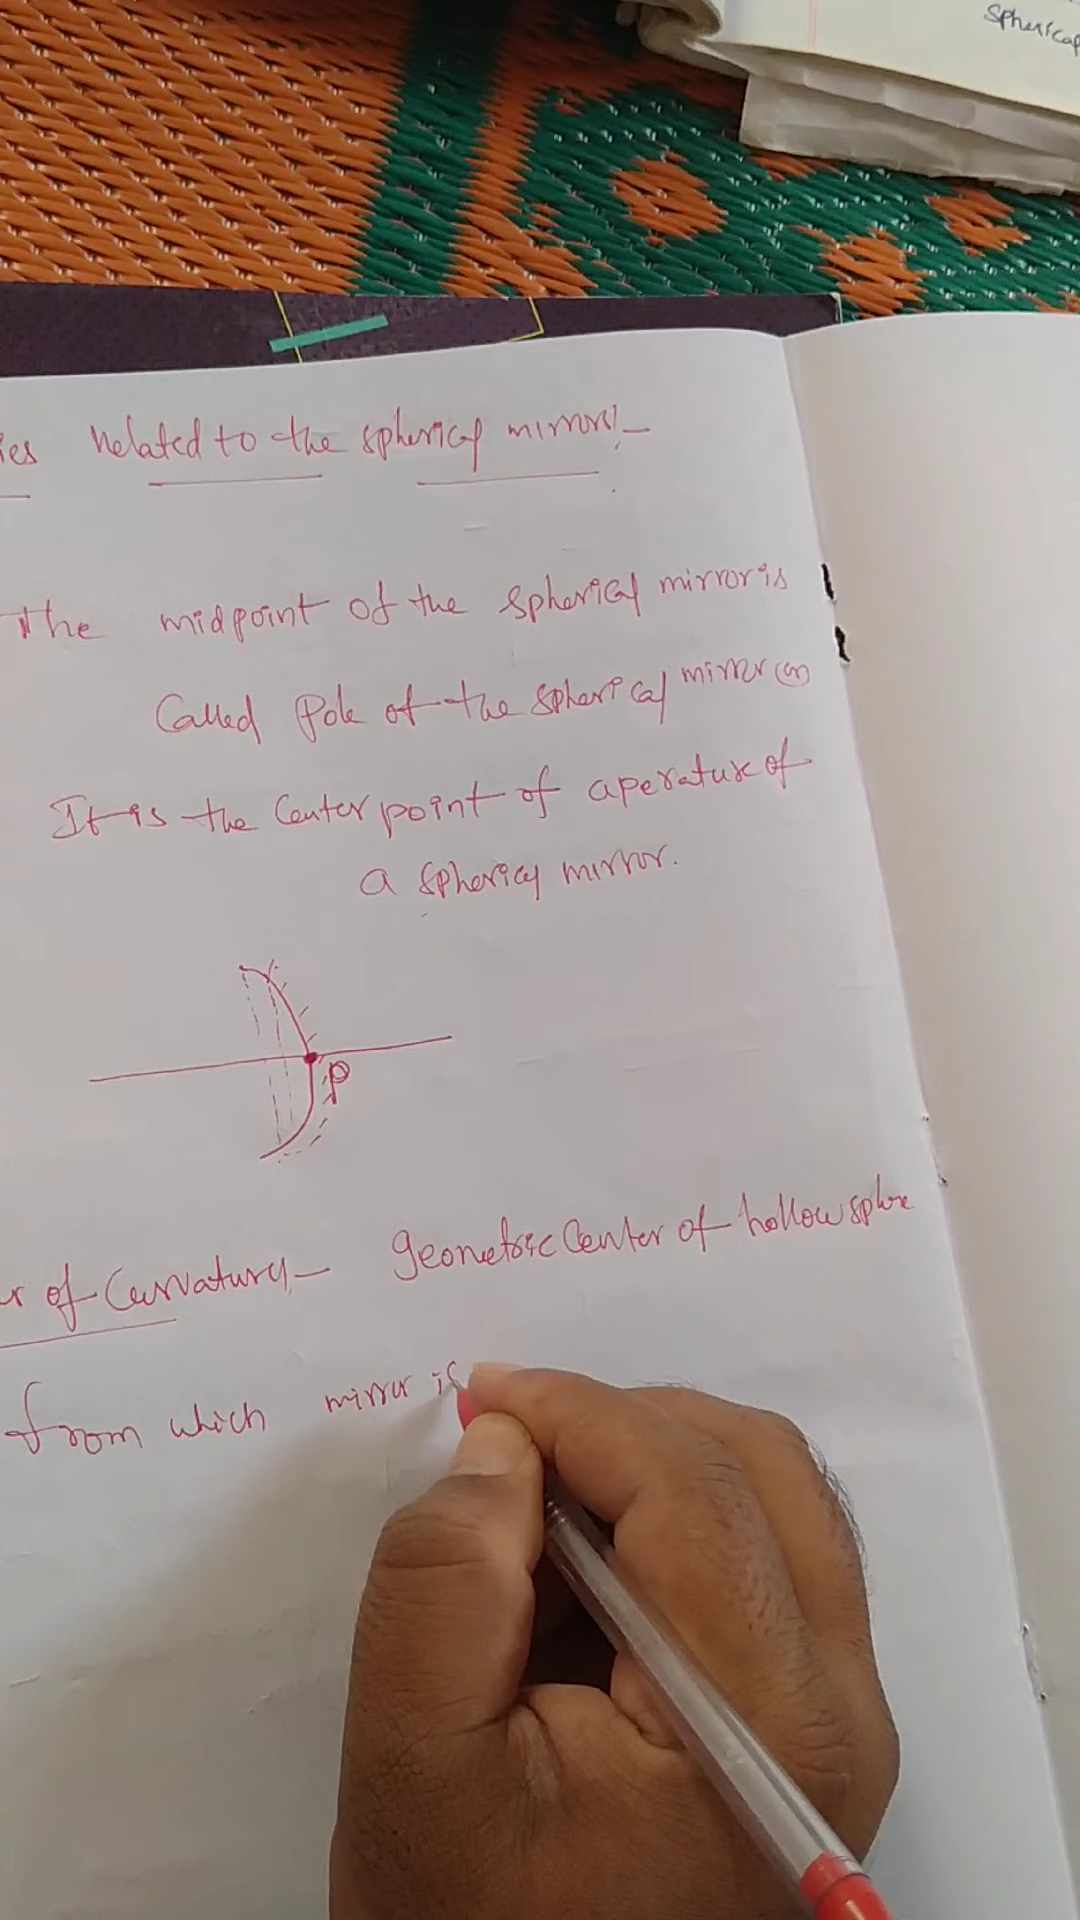 Spherical
ies Related to the spherical mirror:-
The midpoint of the spherical mirror is
Called Pole of the spherical mirror (or)
It is the Center point of aperature of
a spherical mirror.
P
er of Curvature:- geometric Center of hollow sphere
from which mirror is